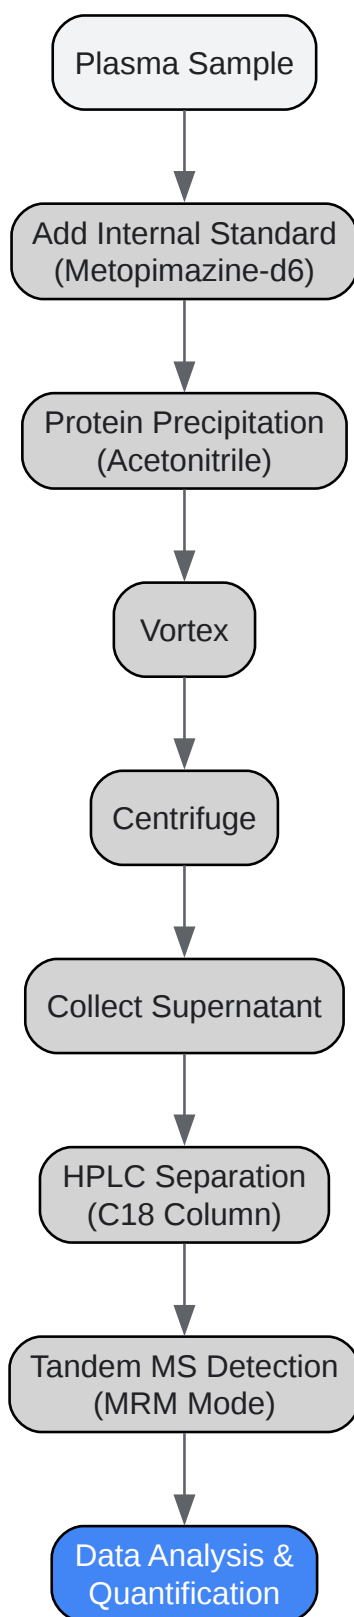 Plasma Sample
Add Internal Standard
(Metopimazine-d6)
Protein Precipitation
(Acetonitrile)
Vortex
Centrifuge
Collect Supernatant
HPLC Separation
(C18 Column)
Tandem MS Detection
(MRM Mode)
Data Analysis &
Quantification